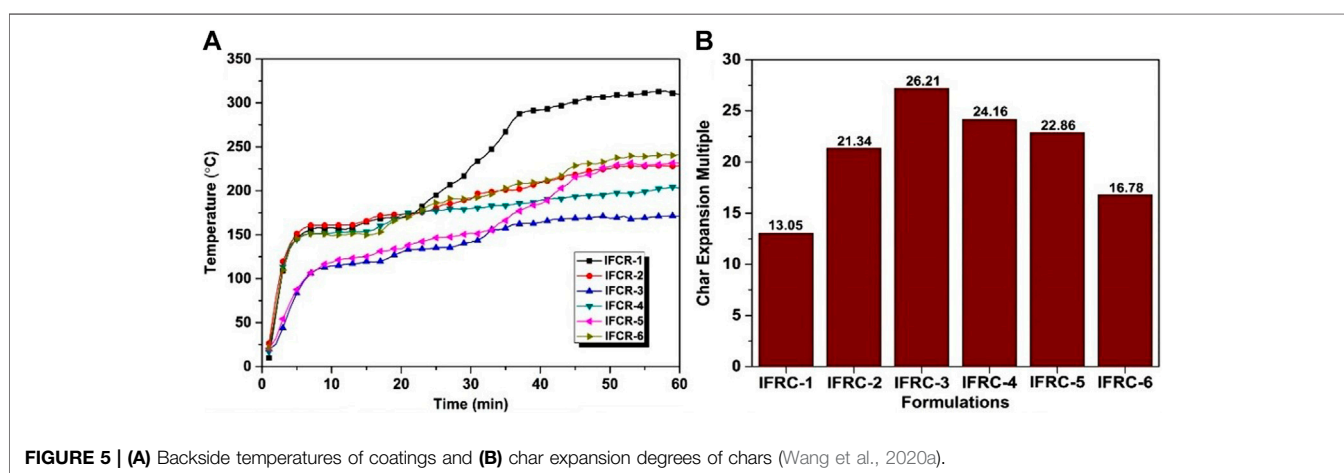 A
350
300
250
200
150
100
50
0
Temperature (°C)
IFCR-1
IFCR-2
IFCR-3
IFCR-4
IFCR-5
IFCR-6
0 10 20 30 40 50 60
Time (min)
B
30
25
20
15
10
5
0
Char Expansion Multiple
13.05
21.34
26.21
24.16
22.86
16.78
IFRC-1 IFRC-2 IFRC-3 IFRC-4 IFRC-5 IFRC-6
Formulations
FIGURE 5 | (A) Backside temperatures of coatings and (B) char expansion degrees of chars (Wang et al., 2020a).